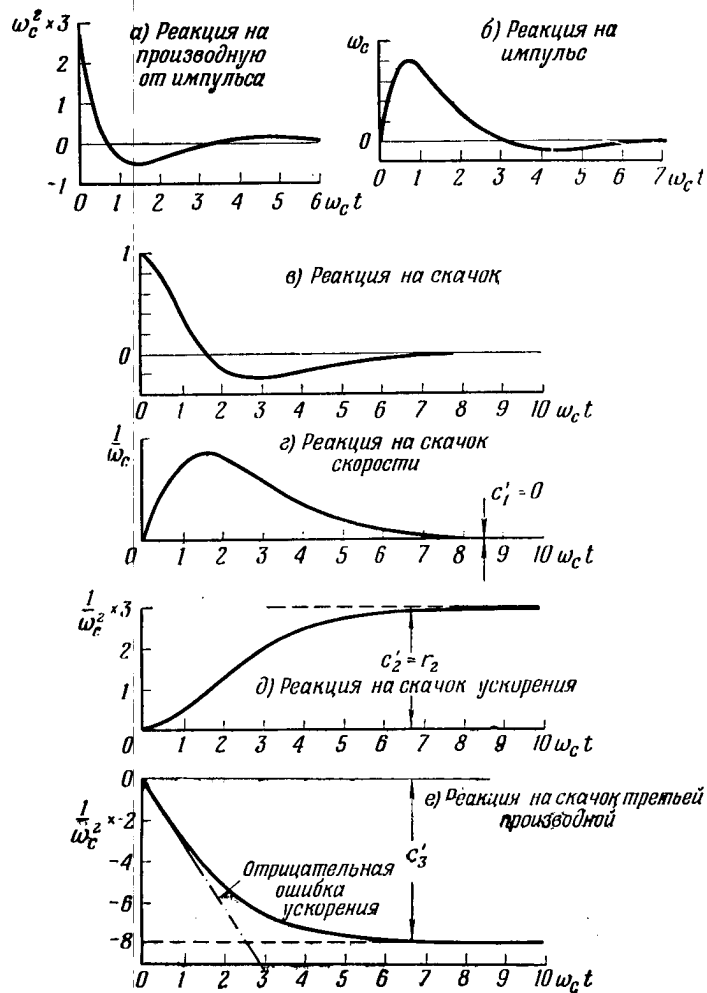 ω_c² × 3
а) Реакция на
производную
от импульса
2
1
0
-1
0 1 2 3 4 5 6 ω_c t
б) Реакция на
импульс
ω_c
0
0 1 2 3 4 5 6 7 ω_c t
в) Реакция на скачок
1
0
0 1 2 3 4 5 6 7 8 9 10 ω_c t
г) Реакция на скачок
скорости
1/ω_c
c'₁ = 0
0 1 2 3 4 5 6 7 8 9 10 ω_c t
1/ω_c² × 3
2
1
0
c'₂ = r₂
д) Реакция на скачок ускорения
0 1 2 3 4 5 6 7 8 9 10 ω_c t
0
е) Реакция на скачок третьей
производной
1/ω_c² × -2
-4
-6
-8
c'₃
Отрицательная
ошибка
ускорения
0 1 2 3 4 5 6 7 8 9 10 ω_c t